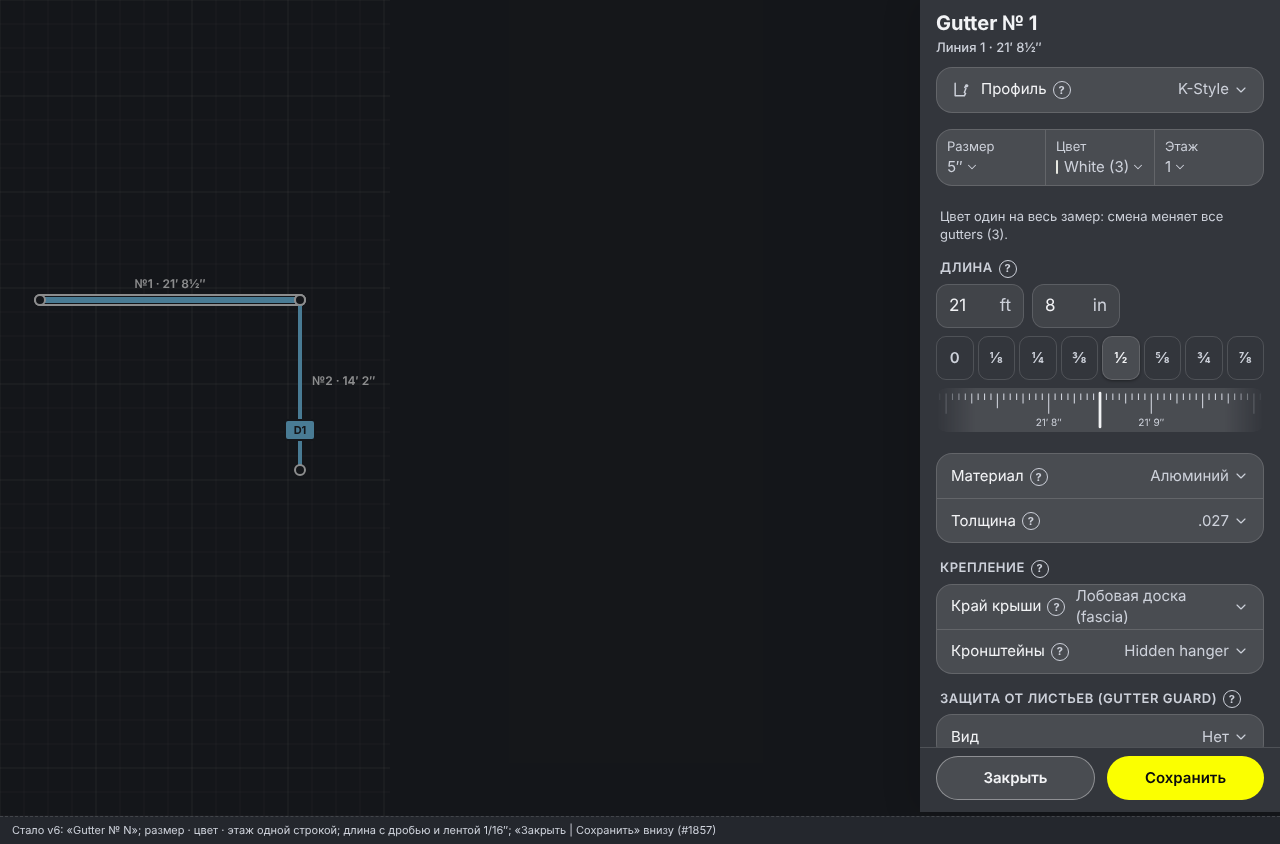 Gutter № 1
Линия 1 · 21′ 8½″
Профиль ? K-Style
Размер Цвет Этаж
5″ White (3) 1
Цвет один на весь замер: смена меняет все
gutters (3).
ДЛИНА ?
21 ft 8 in
0 ⅛ ¼ ⅜ ½ ⅝ ¾ ⅞
21′ 8″ 21′ 9″
Материал ? Алюминий
Толщина ? .027
КРЕПЛЕНИЕ ?
Край крыши ? Лобовая доска
(fascia)
Кронштейны ? Hidden hanger
ЗАЩИТА ОТ ЛИСТЬЕВ (GUTTER GUARD) ?
Вид Нет
Закрыть Сохранить
№1 · 21′ 8½″
№2 · 14′ 2″
D1
Стало v6: «Gutter № N»; размер · цвет · этаж одной строкой; длина с дробью и лентой 1/16″; «Закрыть | Сохранить» внизу (#1857)